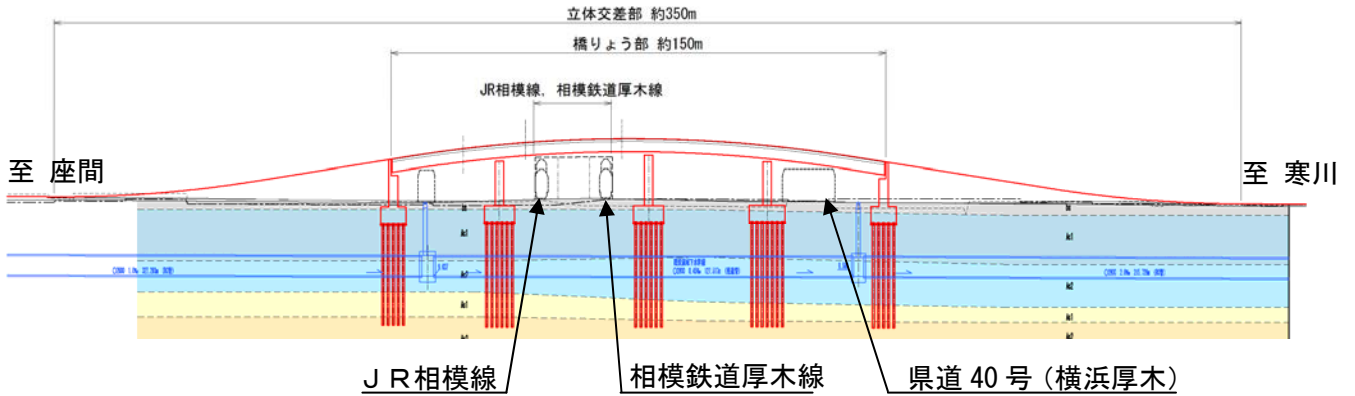 立体交差部 約350m
橋りょう部 約150m
JR相模線, 相模鉄道厚木線
至 座間
至 寒川
ＪＲ相模線
相模鉄道厚木線
県道 40 号（横浜厚木）